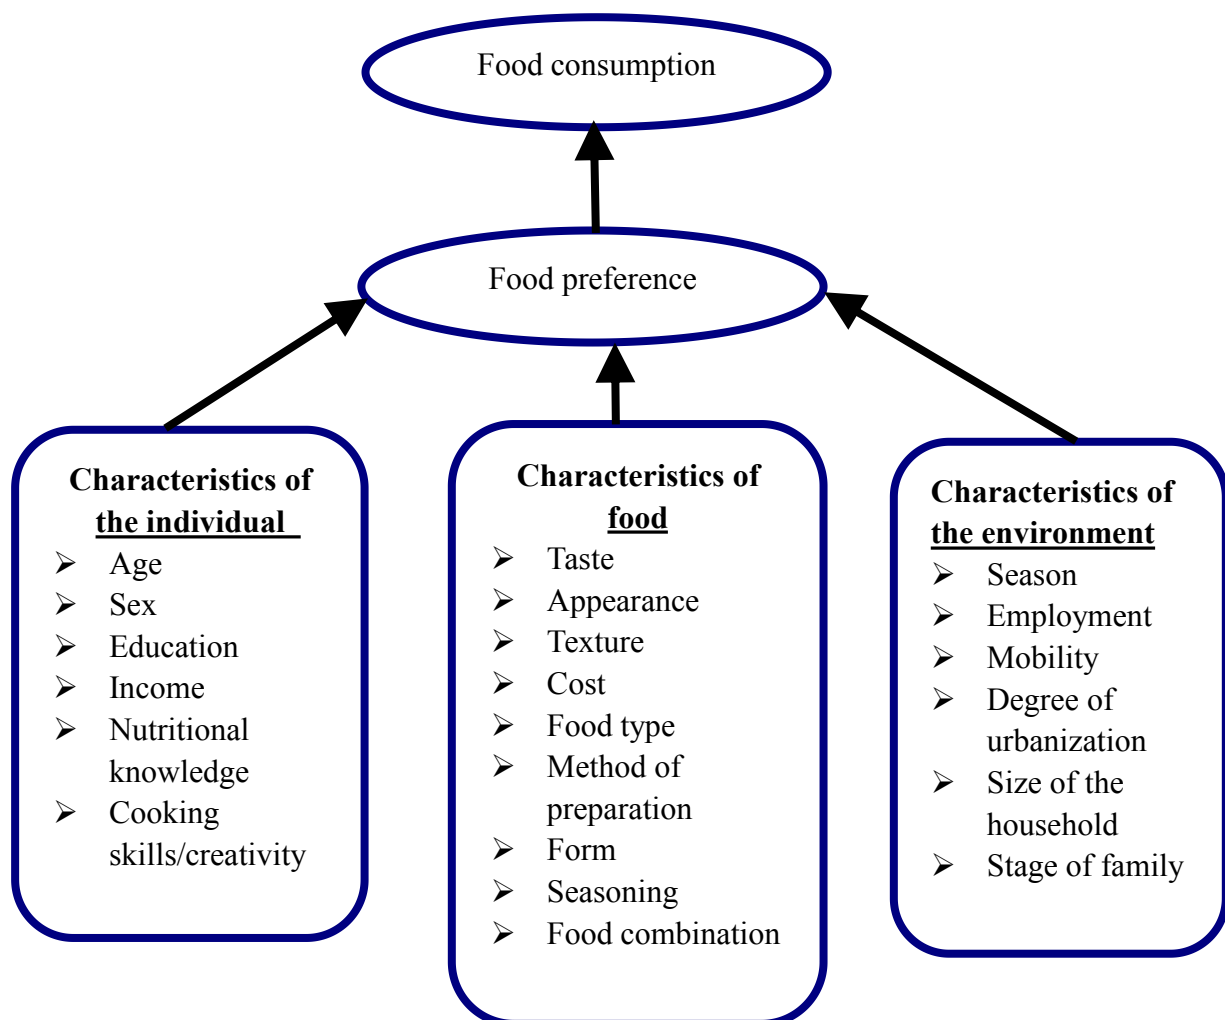 Food consumption
Food preference
Characteristics of
the individual
➢ Age
➢ Sex
➢ Education
➢ Income
➢ Nutritional
knowledge
➢ Cooking
skills/creativity
Characteristics of
food
➢ Taste
➢ Appearance
➢ Texture
➢ Cost
➢ Food type
➢ Method of
preparation
➢ Form
➢ Seasoning
➢ Food combination
Characteristics of
the environment
➢ Season
➢ Employment
➢ Mobility
➢ Degree of
urbanization
➢ Size of the
household
➢ Stage of family